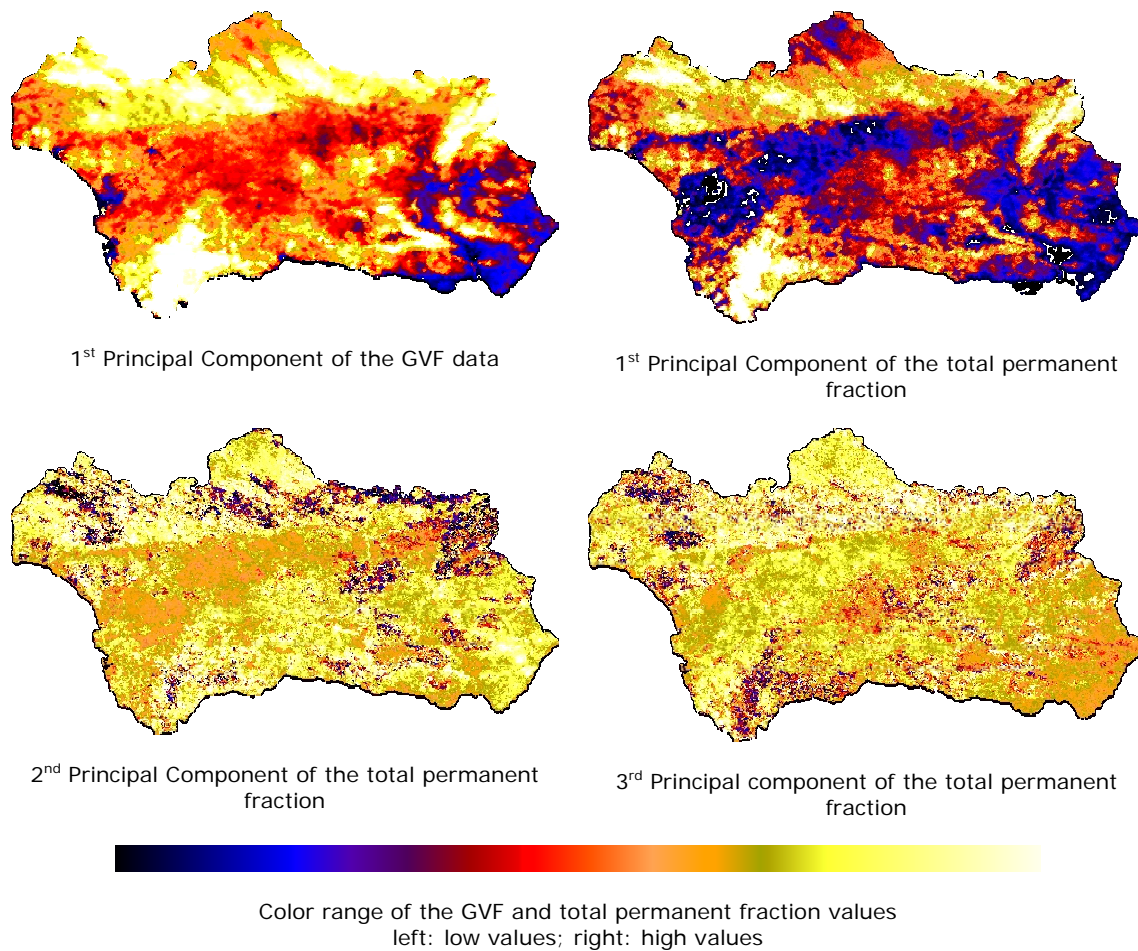 1st Principal Component of the GVF data
1st Principal Component of the total permanent
fraction
2nd Principal Component of the total permanent
fraction
3rd Principal component of the total permanent
fraction
Color range of the GVF and total permanent fraction values
left: low values; right: high values